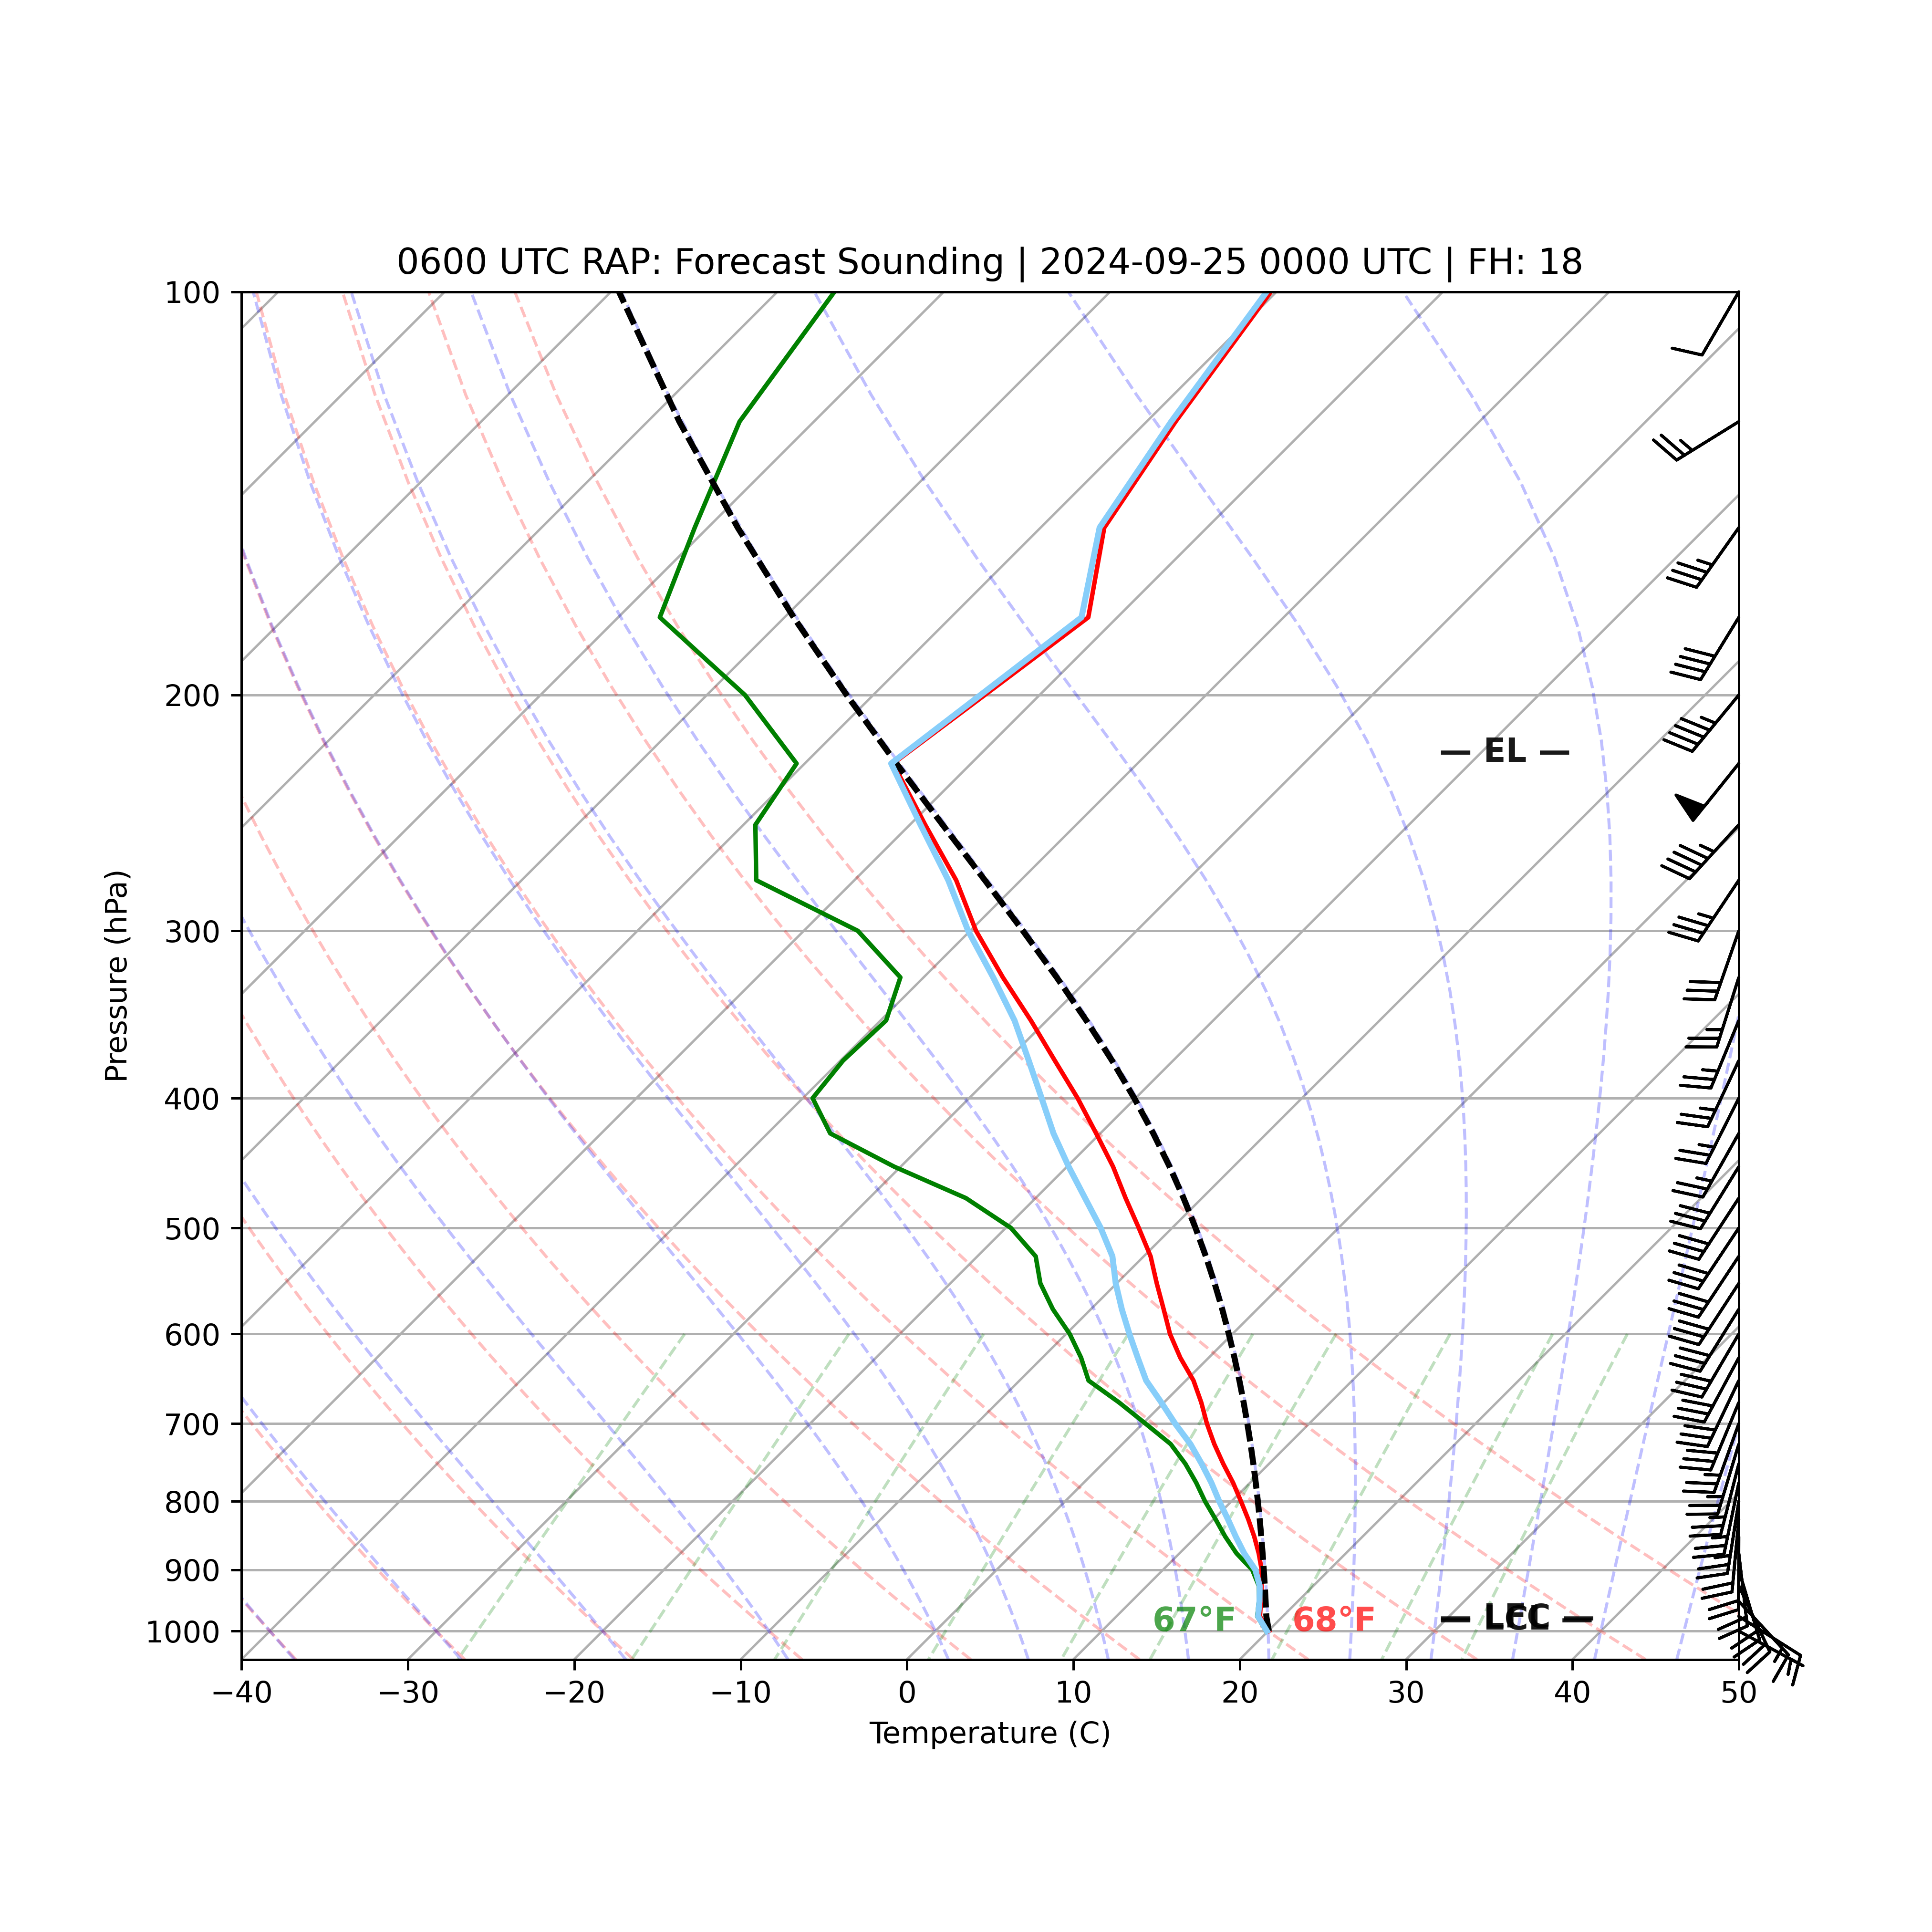 0600 UTC RAP: Forecast Sounding | 2024-09-25 0000 UTC | FH: 18
100
200
— EL —
300
Pressure (hPa)
400
500
600
700
800
900
67°F 68°F
1000
−40 −30 −20 −10 0 10 20 30 40 50
Temperature (C)